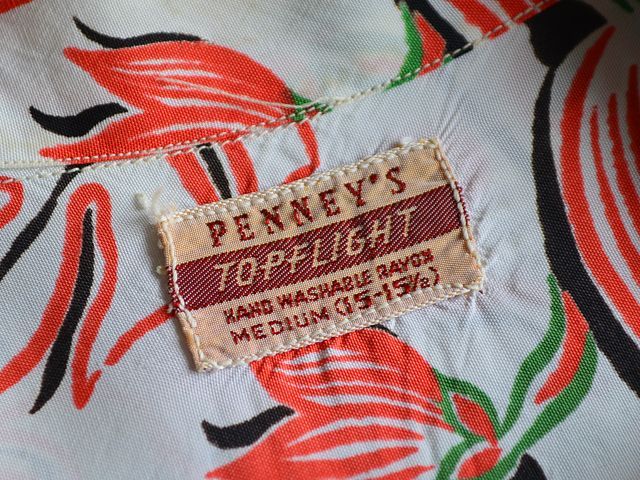 PENNEY'S
TOPFLIGHT
HAND WASHABLE RAYON
MEDIUM (15-15½)